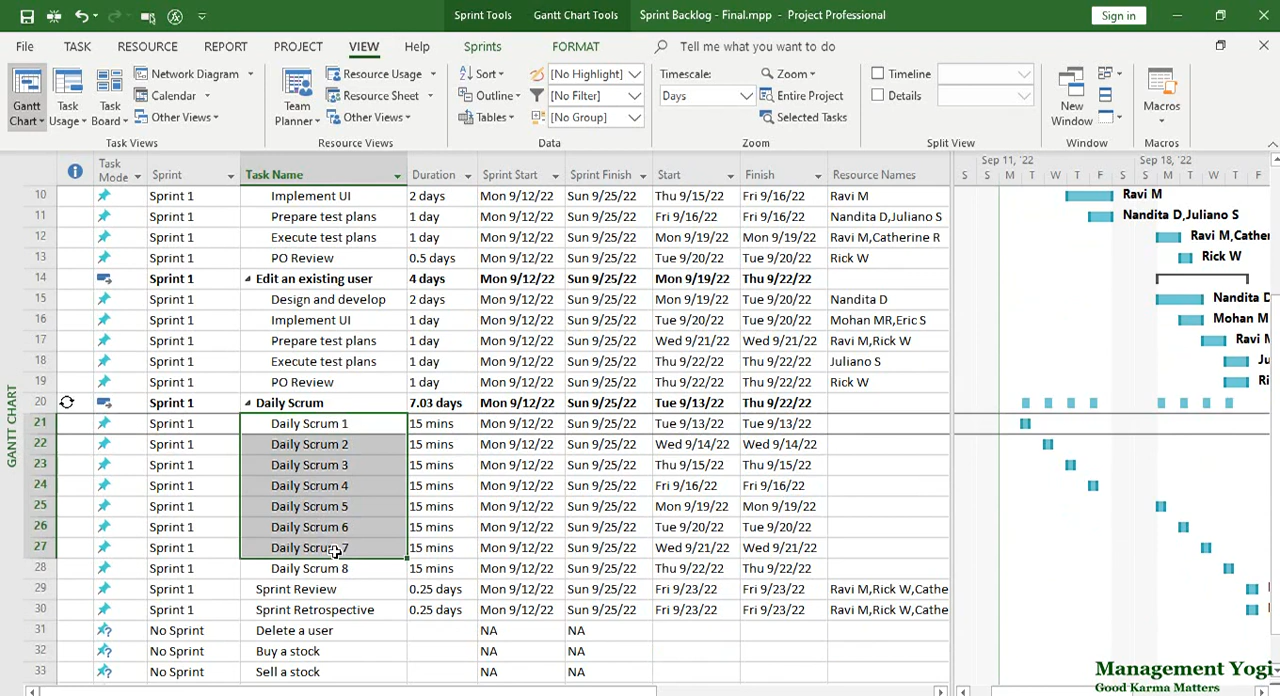 Sprint Tools Gantt Chart Tools Sprint Backlog - Final.mpp - Project Professional Sign in
File TASK RESOURCE REPORT PROJECT VIEW Help Sprints FORMAT Tell me what you want to do
Gantt Chart Task Usage Task Board Network Diagram Calendar Other Views Task Views
Team Planner Resource Usage Resource Sheet Other Views Resource Views
Sort Outline Tables [No Highlight] [No Filter] [No Group] Data
Timescale: Days Zoom Entire Project Selected Tasks Zoom
Timeline Details Split View
New Window Window
Macros Macros
GANTT CHART
Task Mode Sprint Task Name Duration Sprint Start Sprint Finish Start Finish Resource Names
Sep 11, '22 Sep 18, '22
S S M T W T F S S M T W T F
10 Sprint 1 Implement UI 2 days Mon 9/12/22 Sun 9/25/22 Thu 9/15/22 Fri 9/16/22 Ravi M Ravi M
11 Sprint 1 Prepare test plans 1 day Mon 9/12/22 Sun 9/25/22 Fri 9/16/22 Fri 9/16/22 Nandita D,Juliano S Nandita D,Juliano S
12 Sprint 1 Execute test plans 1 day Mon 9/12/22 Sun 9/25/22 Mon 9/19/22 Mon 9/19/22 Ravi M,Catherine R Ravi M,Cathe
13 Sprint 1 PO Review 0.5 days Mon 9/12/22 Sun 9/25/22 Tue 9/20/22 Tue 9/20/22 Rick W Rick W
14 Sprint 1 Edit an existing user 4 days Mon 9/12/22 Sun 9/25/22 Mon 9/19/22 Thu 9/22/22
15 Sprint 1 Design and develop 2 days Mon 9/12/22 Sun 9/25/22 Mon 9/19/22 Tue 9/20/22 Nandita D Nandita D
16 Sprint 1 Implement UI 1 day Mon 9/12/22 Sun 9/25/22 Tue 9/20/22 Tue 9/20/22 Mohan MR,Eric S Mohan M
17 Sprint 1 Prepare test plans 1 day Mon 9/12/22 Sun 9/25/22 Wed 9/21/22 Wed 9/21/22 Ravi M,Rick W Ravi M
18 Sprint 1 Execute test plans 1 day Mon 9/12/22 Sun 9/25/22 Thu 9/22/22 Thu 9/22/22 Juliano S Ju
19 Sprint 1 PO Review 1 day Mon 9/12/22 Sun 9/25/22 Thu 9/22/22 Thu 9/22/22 Rick W Ri
20 Sprint 1 Daily Scrum 7.03 days Mon 9/12/22 Sun 9/25/22 Tue 9/13/22 Thu 9/22/22
21 Sprint 1 Daily Scrum 1 15 mins Mon 9/12/22 Sun 9/25/22 Tue 9/13/22 Tue 9/13/22
22 Sprint 1 Daily Scrum 2 15 mins Mon 9/12/22 Sun 9/25/22 Wed 9/14/22 Wed 9/14/22
23 Sprint 1 Daily Scrum 3 15 mins Mon 9/12/22 Sun 9/25/22 Thu 9/15/22 Thu 9/15/22
24 Sprint 1 Daily Scrum 4 15 mins Mon 9/12/22 Sun 9/25/22 Fri 9/16/22 Fri 9/16/22
25 Sprint 1 Daily Scrum 5 15 mins Mon 9/12/22 Sun 9/25/22 Mon 9/19/22 Mon 9/19/22
26 Sprint 1 Daily Scrum 6 15 mins Mon 9/12/22 Sun 9/25/22 Tue 9/20/22 Tue 9/20/22
27 Sprint 1 Daily Scrum 7 15 mins Mon 9/12/22 Sun 9/25/22 Wed 9/21/22 Wed 9/21/22
28 Sprint 1 Daily Scrum 8 15 mins Mon 9/12/22 Sun 9/25/22 Thu 9/22/22 Thu 9/22/22
29 Sprint 1 Sprint Review 0.25 days Mon 9/12/22 Sun 9/25/22 Fri 9/23/22 Fri 9/23/22 Ravi M,Rick W,Cathe
30 Sprint 1 Sprint Retrospective 0.25 days Mon 9/12/22 Sun 9/25/22 Fri 9/23/22 Fri 9/23/22 Ravi M,Rick W,Cathe
31 No Sprint Delete a user NA NA
32 No Sprint Buy a stock NA NA
33 No Sprint Sell a stock NA NA
Management Yogi
Good Karma Matters